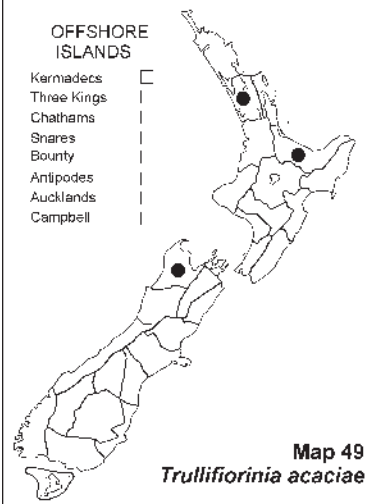 OFFSHORE
ISLANDS
Kermadecs
Three Kings
Chathams
Snares
Bounty
Antipodes
Aucklands
Campbell
Map 49
Trullifiorinia acaciae